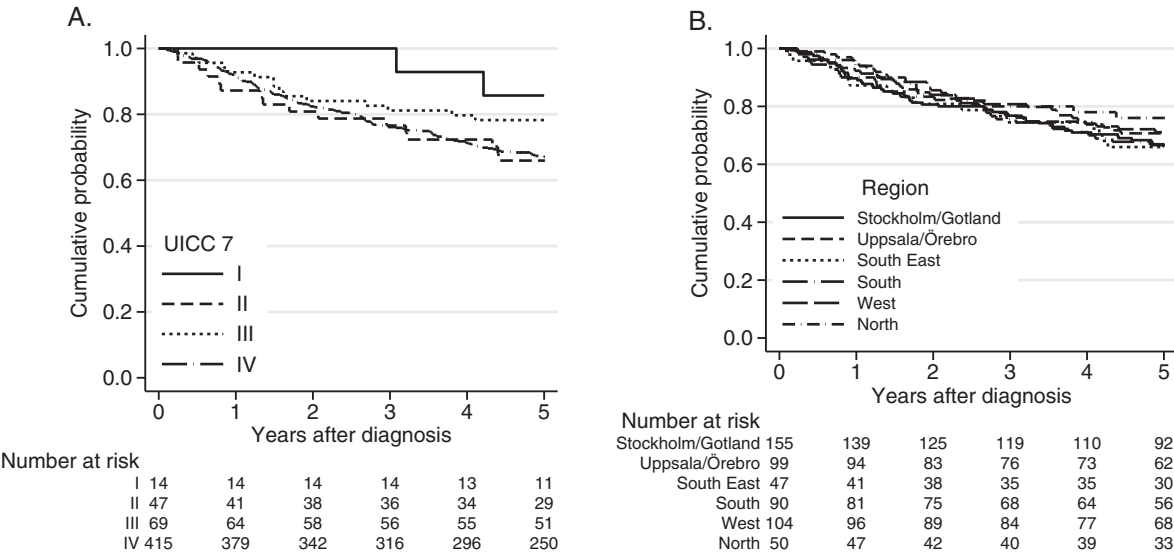 A.
1.0
0.8
0.6
0.4
0.2
0.0
Cumulative probability
UICC 7
I
II
III
IV
0 1 2 3 4 5
Years after diagnosis
Number at risk
I 14 14 14 14 13 11
II 47 41 38 36 34 29
III 69 64 58 56 55 51
IV 415 379 342 316 296 250
B.
1.0
0.8
0.6
0.4
0.2
0.0
Cumulative probability
Region
Stockholm/Gotland
Uppsala/Örebro
South East
South
West
North
0 1 2 3 4 5
Years after diagnosis
Number at risk
Stockholm/Gotland 155 139 125 119 110 92
Uppsala/Örebro 99 94 83 76 73 62
South East 47 41 38 35 35 30
South 90 81 75 68 64 56
West 104 96 89 84 77 68
North 50 47 42 40 39 33